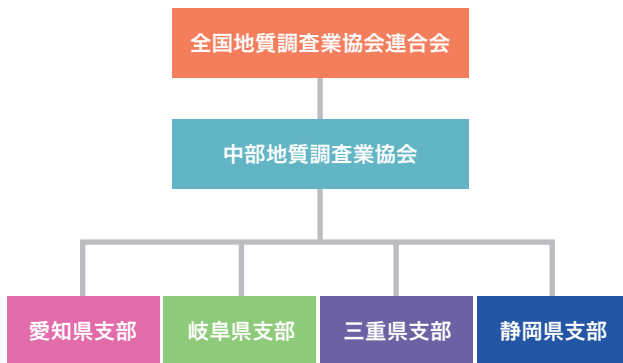 全国地質調査業協会連合会
中部地質調査業協会
愛知県支部
岐阜県支部
三重県支部
静岡県支部